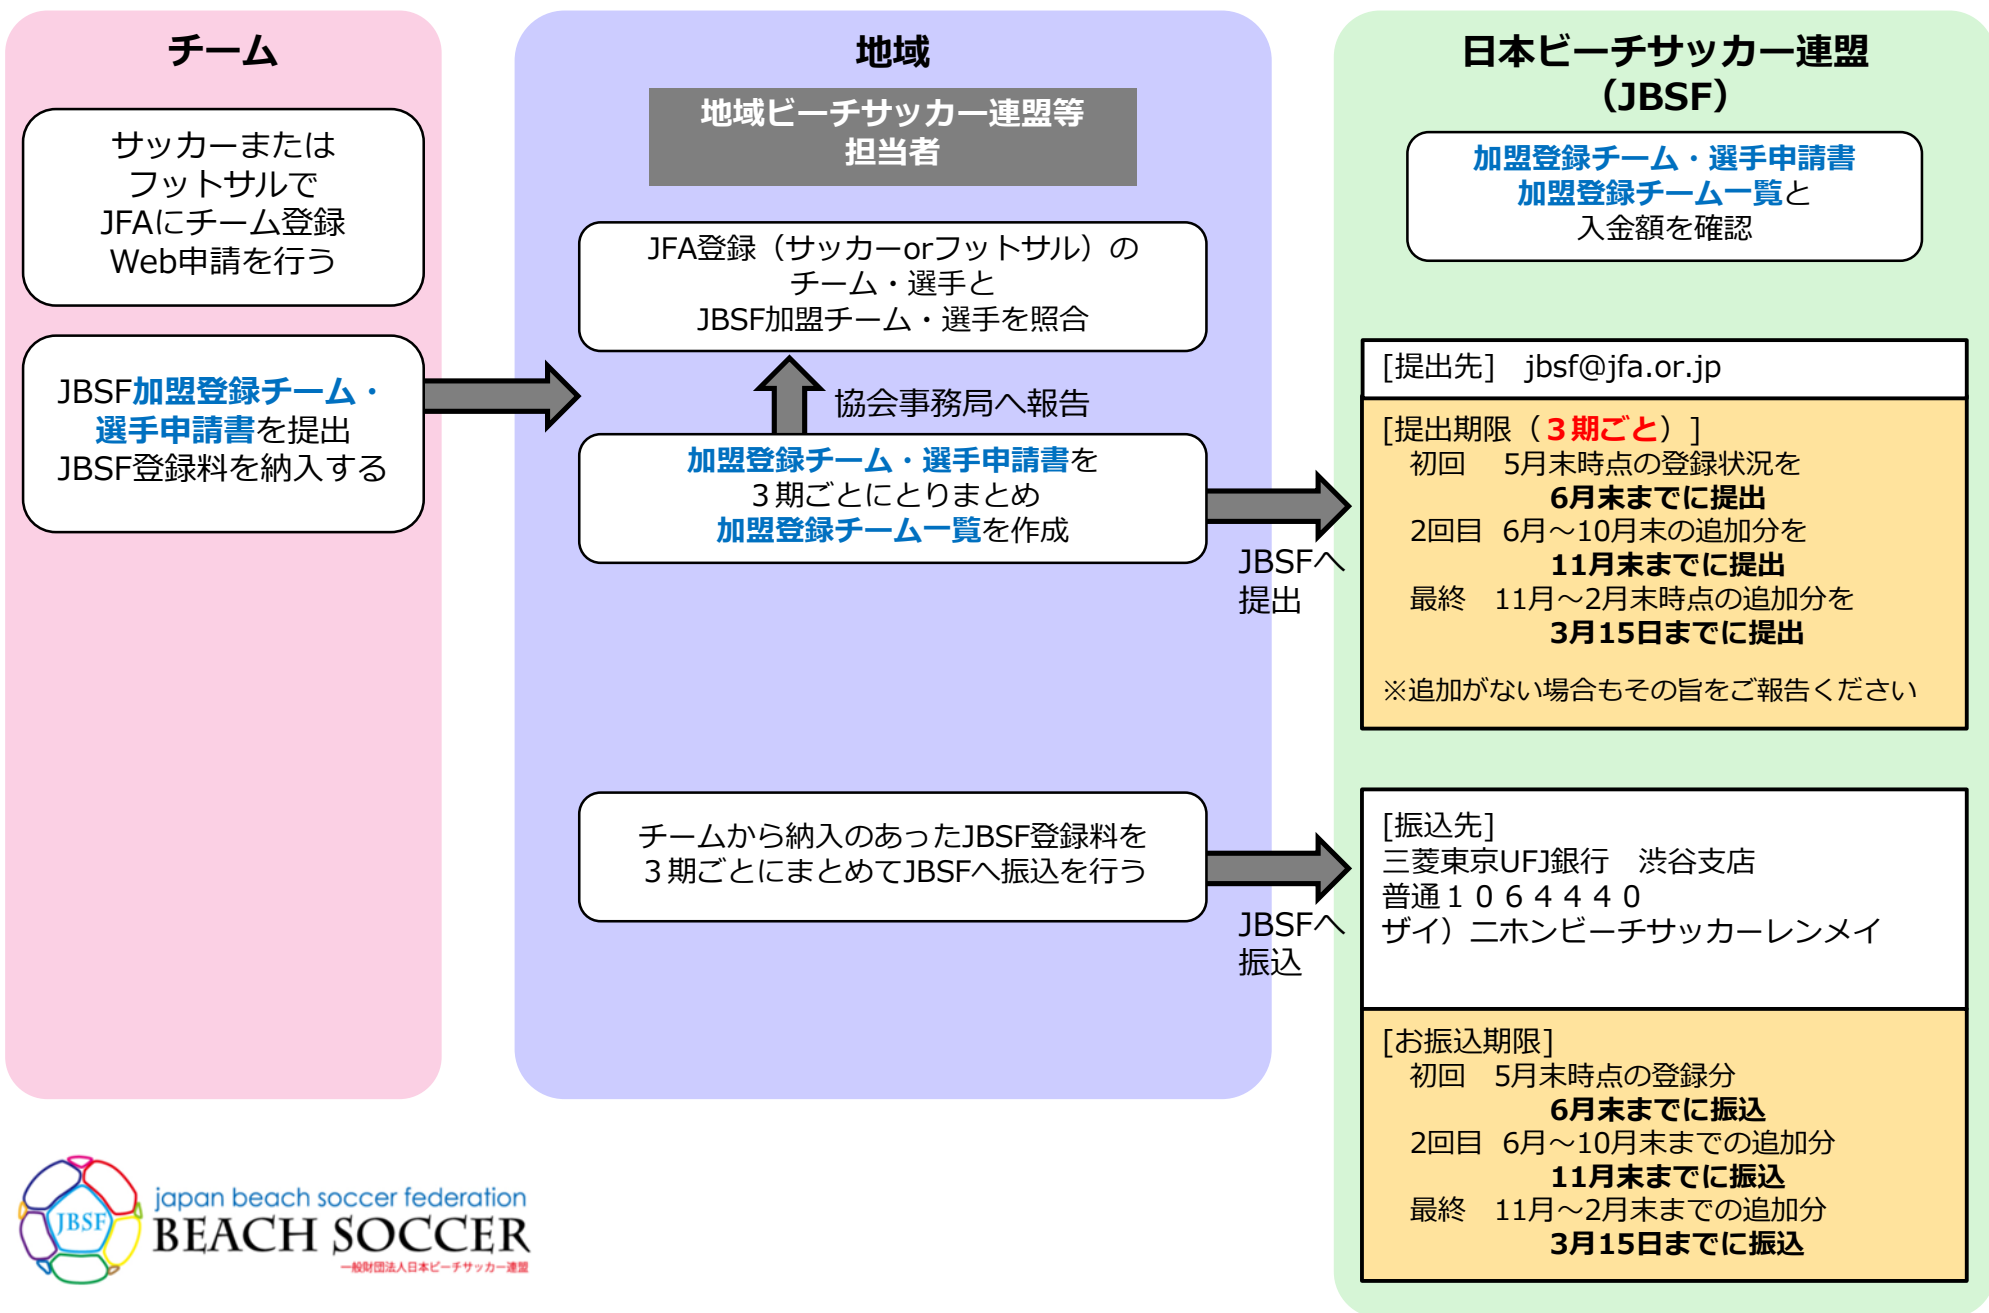 チーム
サッカーまたは
フットサルで
JFAにチーム登録
Web申請を行う
JBSF加盟登録チーム・
選手申請書を提出
JBSF登録料を納入する
地域
地域ビーチサッカー連盟等
担当者
JFA登録（サッカーorフットサル）の
チーム・選手と
JBSF加盟チーム・選手を照合
協会事務局へ報告
加盟登録チーム・選手申請書を
３期ごとにとりまとめ
加盟登録チーム一覧を作成
JBSFへ
提出
チームから納入のあったJBSF登録料を
３期ごとにまとめてJBSFへ振込を行う
JBSFへ
振込
日本ビーチサッカー連盟
（JBSF）
加盟登録チーム・選手申請書
加盟登録チーム一覧と
入金額を確認
[提出先]　jbsf@jfa.or.jp
[提出期限（３期ごと）]
初回　5月末時点の登録状況を
6月末までに提出
2回目 6月～10月末の追加分を
11月末までに提出
最終　11月～2月末時点の追加分を
3月15日までに提出
※追加がない場合もその旨をご報告ください
[振込先]
三菱東京UFJ銀行　渋谷支店
普通１０６４４４０
ザイ）ニホンビーチサッカーレンメイ
[お振込期限]
初回　5月末時点の登録分
6月末までに振込
2回目 6月～10月末までの追加分
11月末までに振込
最終　11月～2月末までの追加分
3月15日までに振込
JBSF
japan beach soccer federation
BEACH SOCCER
一般財団法人日本ビーチサッカー連盟